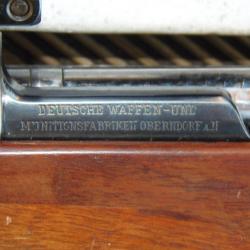 DEUTSCHE WAFFEN-UND
MUNITIONSFABRIKEN OBERNDORF a/N